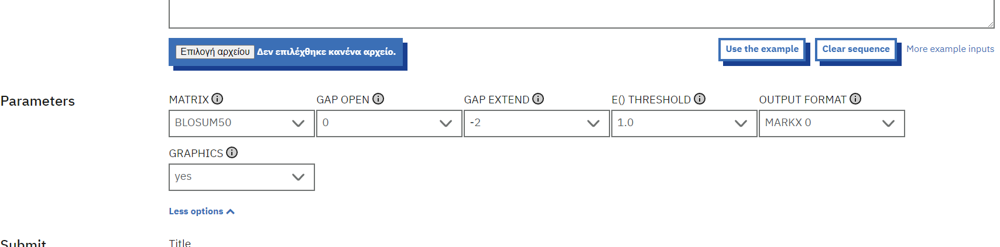 Επιλογή αρχείου Δεν επιλέχθηκε κανένα αρχείο. Use the example Clear sequence More example inputs
Parameters MATRIX GAP OPEN GAP EXTEND E() THRESHOLD OUTPUT FORMAT
BLOSUM50 0 -2 1.0 MARKX 0
GRAPHICS
yes
Less options
Submit Title